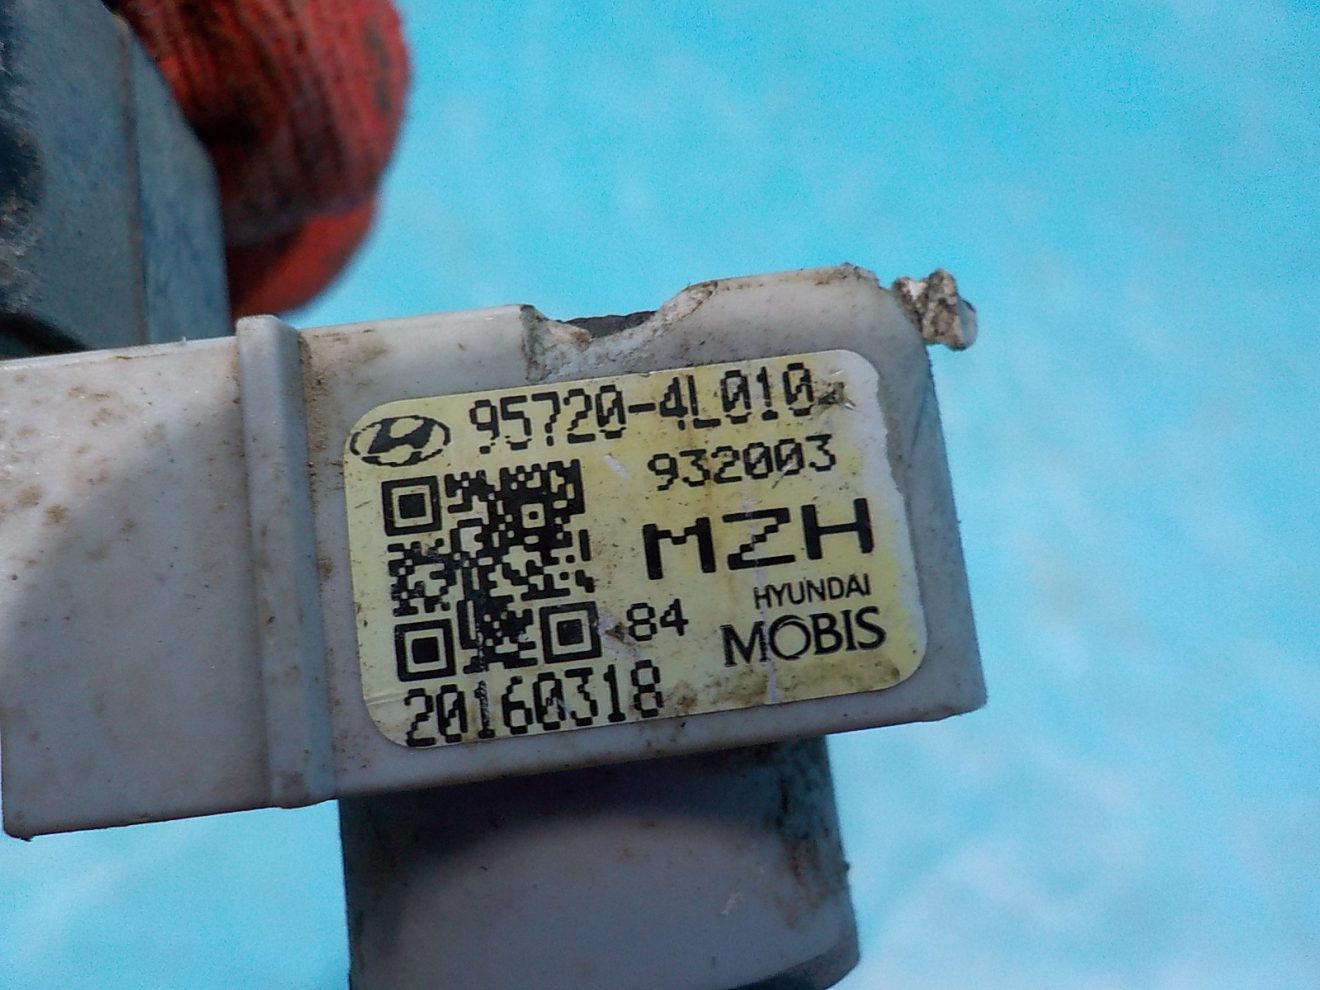 95720-4L010
932003
MZH
84
HYUNDAI
MOBIS
20160318